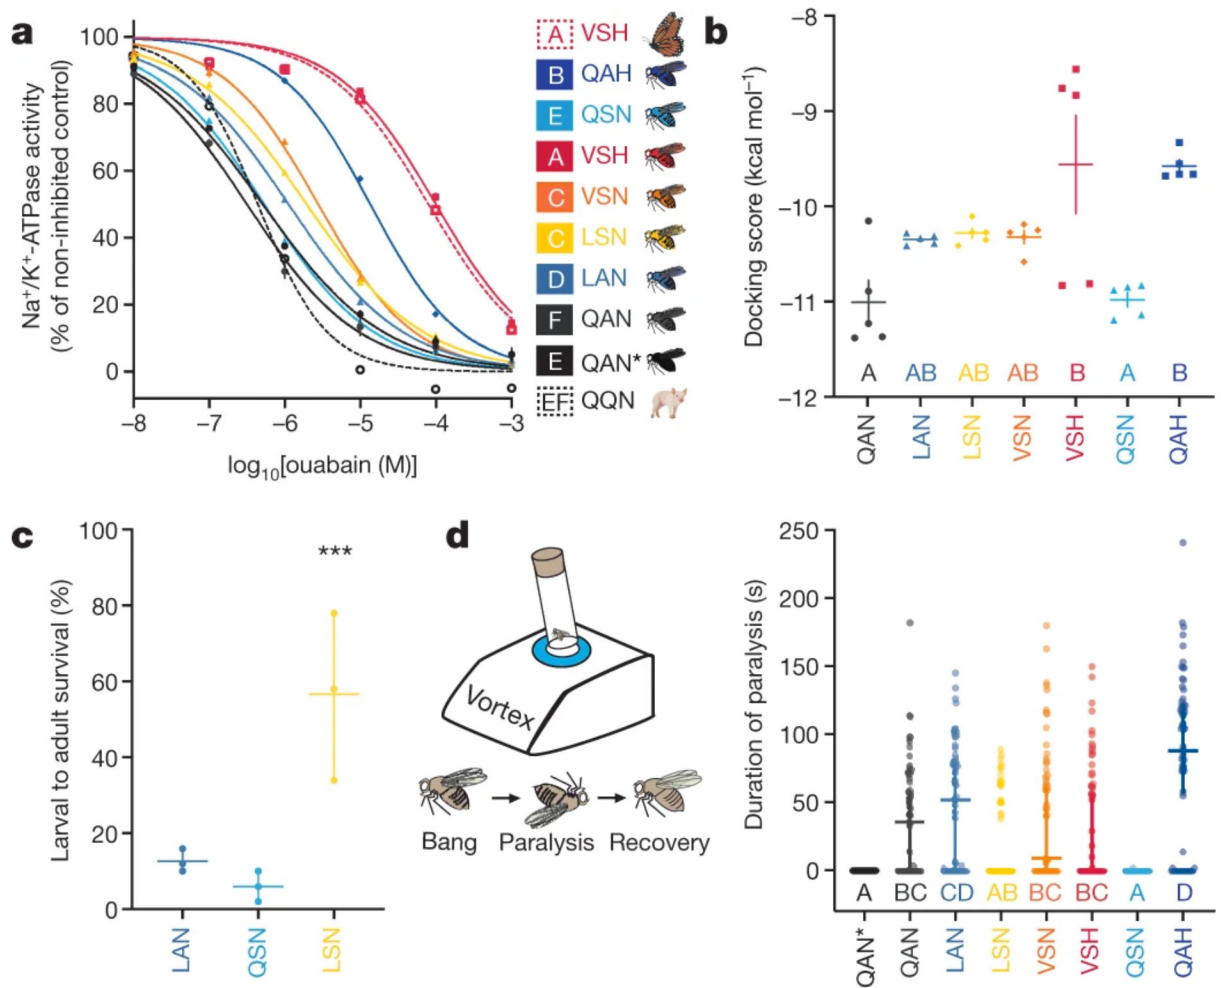 a
Na⁺/K⁺-ATPase activity
(% of non-inhibited control)
100
80
60
40
20
0
−8 −7 −6 −5 −4 −3
log₁₀[ouabain (M)]
A VSH
B QAH
E QSN
A VSH
C VSN
C LSN
D LAN
F QAN
E QAN*
EF QQN
b
Docking score (kcal mol⁻¹)
−8
−9
−10
−11
−12
A AB AB AB B A B
QAN LAN LSN VSN VSH QSN QAH
c
Larval to adult survival (%)
100
80
60
40
20
0
***
LAN QSN LSN
d
Vortex
Bang Paralysis Recovery
Duration of paralysis (s)
250
200
150
100
50
0
A BC CD AB BC BC A D
QAN* QAN LAN LSN VSN VSH QSN QAH